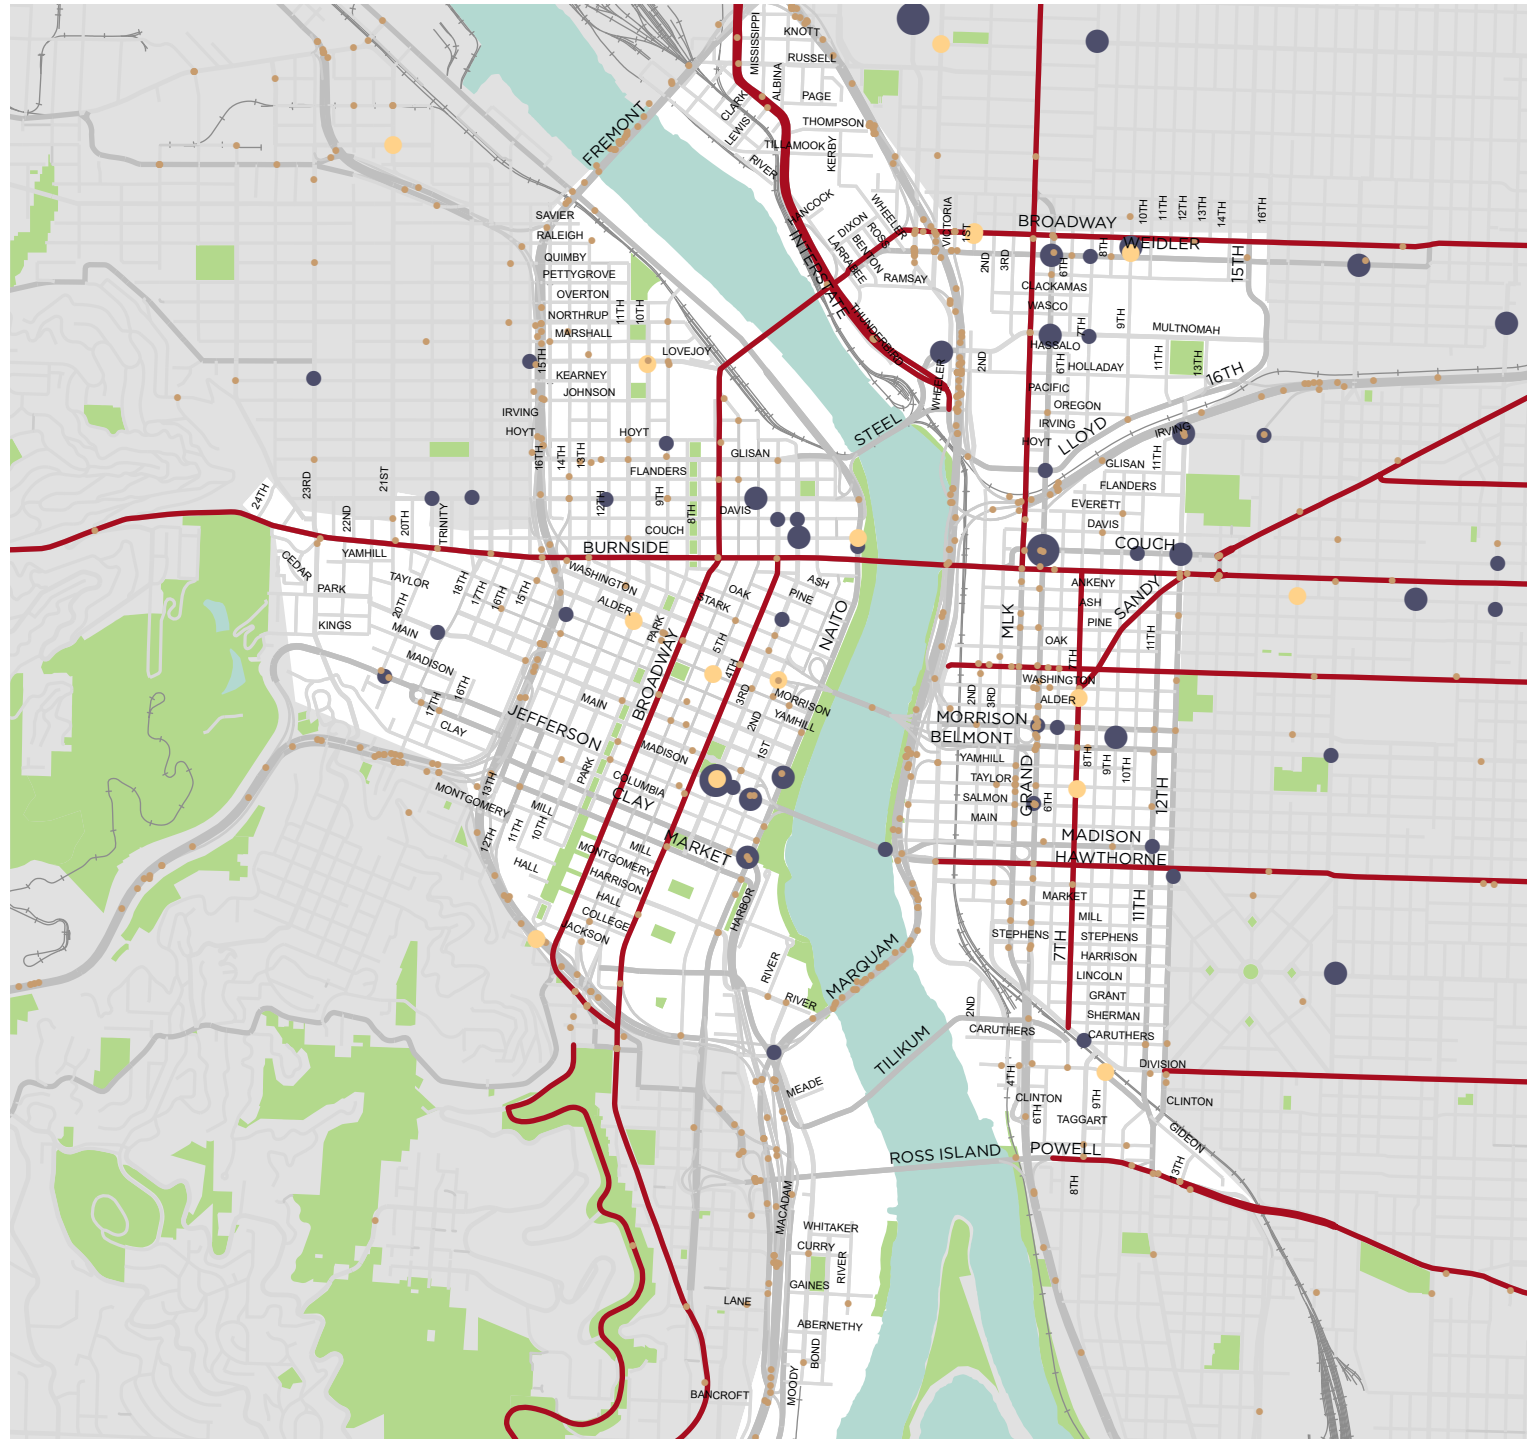 KNOTT
MISSISSIPPI
RUSSELL
ALBINA
PAGE
CLARK
LEWIS
THOMPSON
FREMONT
TILLAMOOK
KERBY
RIVER
HANCOCK
WHEELER
VICTORIA
1ST
BROADWAY
10TH
11TH
12TH
13TH
14TH
16TH
SAVIER
RALEIGH
QUIMBY
PETTYGROVE
OVERTON
NORTHRUP
MARSHALL
11TH
10TH
INTERSTATE
DIXON
ROSS
BENTON
LARRABEE
RAMSAY
2ND
3RD
6TH
8TH
WEIDLER
15TH
CLACKAMAS
WASCO
7TH
9TH
MULTNOMAH
THUNDERBIRD
LOVEJOY
15TH
KEARNEY
JOHNSON
WHEELER
2ND
HASSALO
6TH
HOLLADAY
11TH
13TH
16TH
PACIFIC
OREGON
IRVING
HOYT
LLOYD
IRVING
IRVING
HOYT
HOYT
STEEL
GLISAN
16TH
14TH
13TH
FLANDERS
GLISAN
11TH
FLANDERS
EVERETT
DAVIS
COUCH
24TH
23RD
21ST
22ND
20TH
TRINITY
12TH
9TH
8TH
DAVIS
COUCH
BURNSIDE
YAMHILL
CEDAR
PARK
KINGS
TAYLOR
20TH
18TH
17TH
16TH
15TH
MAIN
MADISON
WASHINGTON
ALDER
STARK
OAK
ASH
PINE
NAITO
PARK
BROADWAY
5TH
4TH
3RD
2ND
1ST
MORRISON
YAMHILL
17TH
16TH
CLAY
JEFFERSON
MAIN
MADISON
COLUMBIA
CLAY
PARK
MARKET
MONTGOMERY
13TH
12TH
11TH
10TH
MILL
HALL
MILL
MONTGOMERY
HARRISON
HALL
COLLEGE
JACKSON
HARBOR
RIVER
RIVER
MARQUAM
ANKENY
ASH
PINE
SANDY
MLK
OAK
7TH
11TH
WASHINGTON
ALDER
2ND
3RD
MORRISON
BELMONT
YAMHILL
TAYLOR
SALMON
MAIN
GRAND
6TH
8TH
9TH
10TH
12TH
MADISON
HAWTHORNE
MARKET
MILL
11TH
STEPHENS
STEPHENS
7TH
HARRISON
LINCOLN
GRANT
SHERMAN
2ND
CARUTHERS
CARUTHERS
TILIKUM
MEADE
4TH
DIVISION
CLINTON
CLINTON
6TH
9TH
TAGGART
GIDEON
ROSS ISLAND
POWELL
8TH
13TH
MACADAM
WHITAKER
CURRY
RIVER
GAINES
LANE
ABERNETHY
BOND
MOODY
BANCROFT